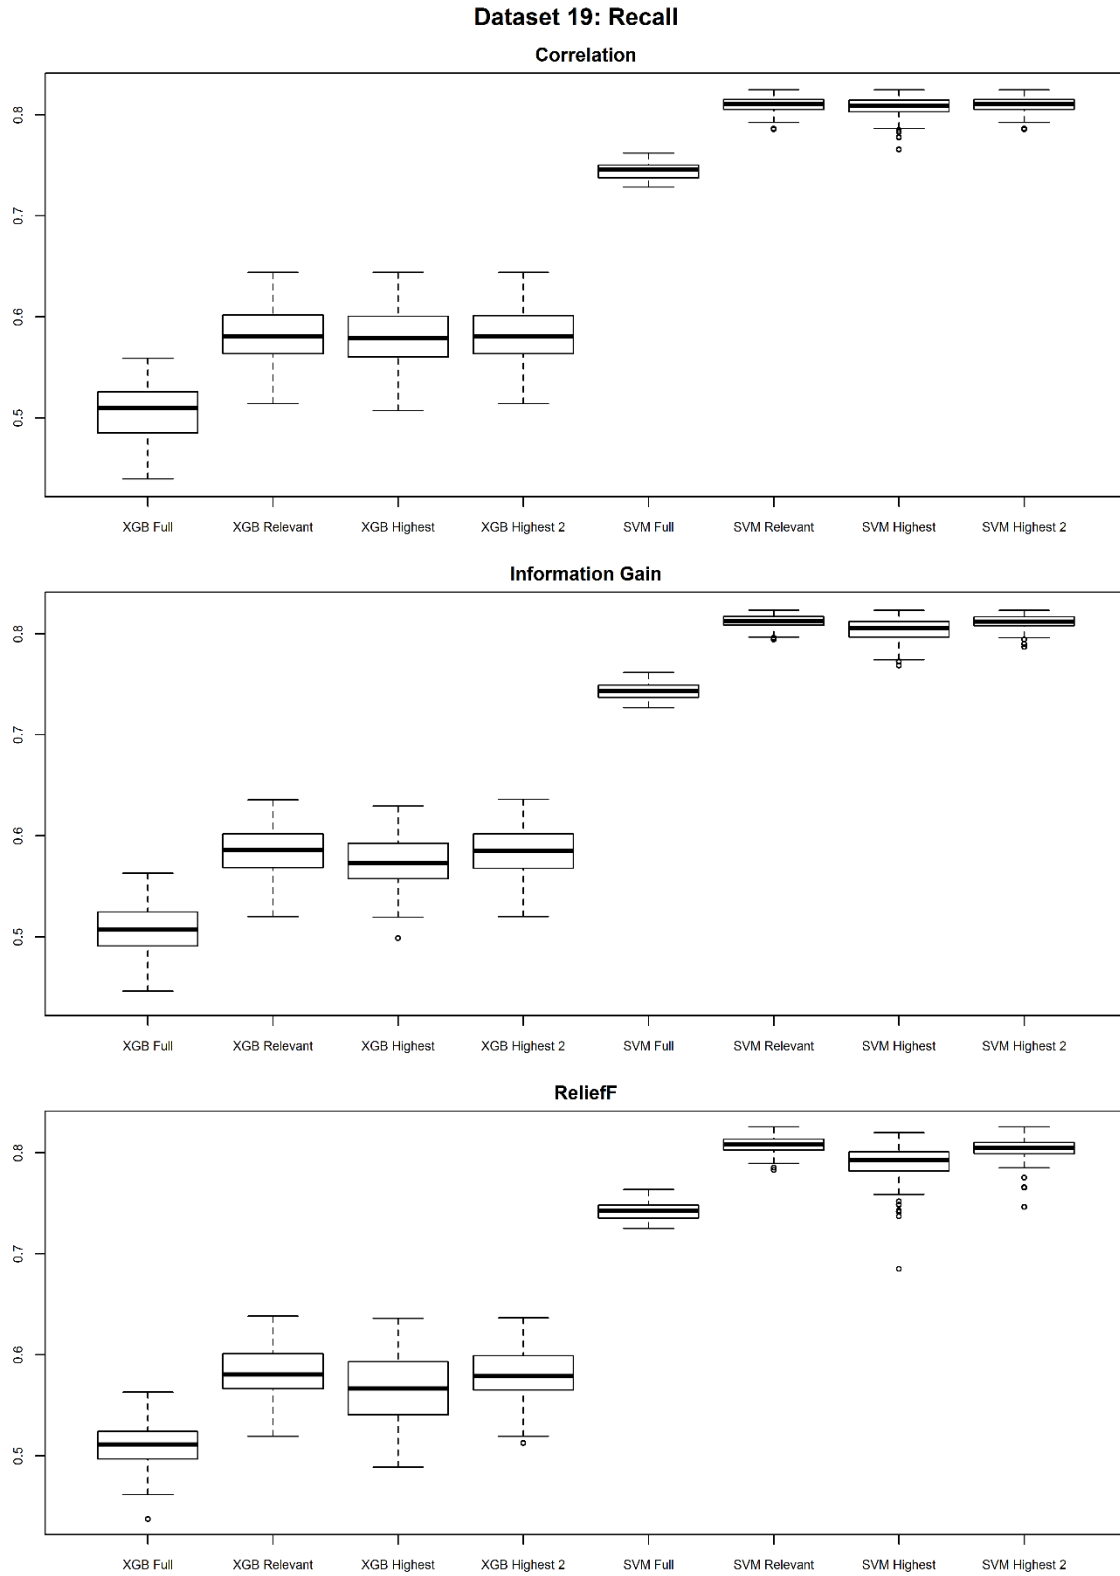 Dataset 19: Recall
Correlation
0.8
0.7
0.6
0.5
XGB Full XGB Relevant XGB Highest XGB Highest 2 SVM Full SVM Relevant SVM Highest SVM Highest 2
Information Gain
0.8
0.7
0.6
0.5
XGB Full XGB Relevant XGB Highest XGB Highest 2 SVM Full SVM Relevant SVM Highest SVM Highest 2
ReliefF
0.8
0.7
0.6
0.5
XGB Full XGB Relevant XGB Highest XGB Highest 2 SVM Full SVM Relevant SVM Highest SVM Highest 2